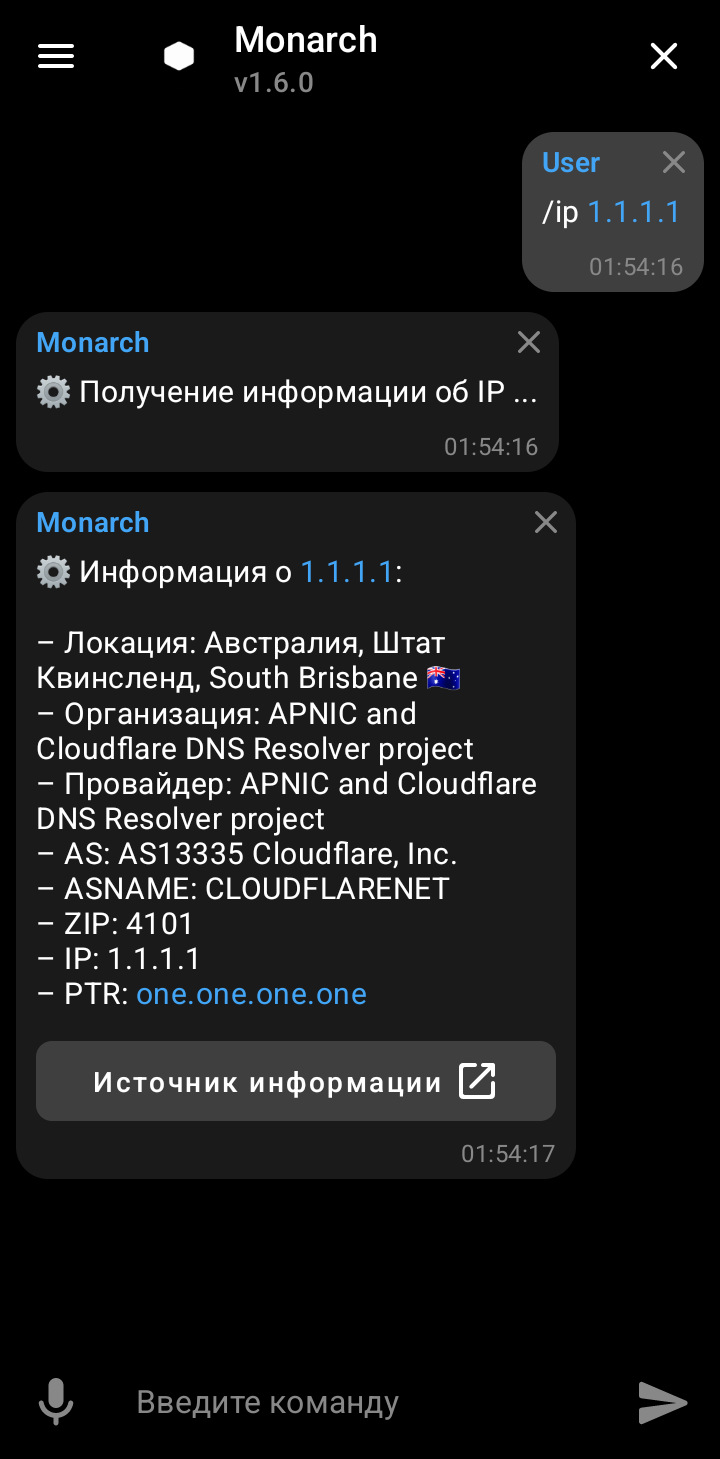 Monarch
v1.6.0
User
/ip 1.1.1.1
01:54:16
Monarch
⚙️ Получение информации об IP ...
01:54:16
Monarch
⚙️ Информация о 1.1.1.1:
– Локация: Австралия, Штат
Квинсленд, South Brisbane 🇦🇺
– Организация: APNIC and
Cloudflare DNS Resolver project
– Провайдер: APNIC and Cloudflare
DNS Resolver project
– AS: AS13335 Cloudflare, Inc.
– ASNAME: CLOUDFLARENET
– ZIP: 4101
– IP: 1.1.1.1
– PTR: one.one.one.one
Источник информации
01:54:17
Введите команду